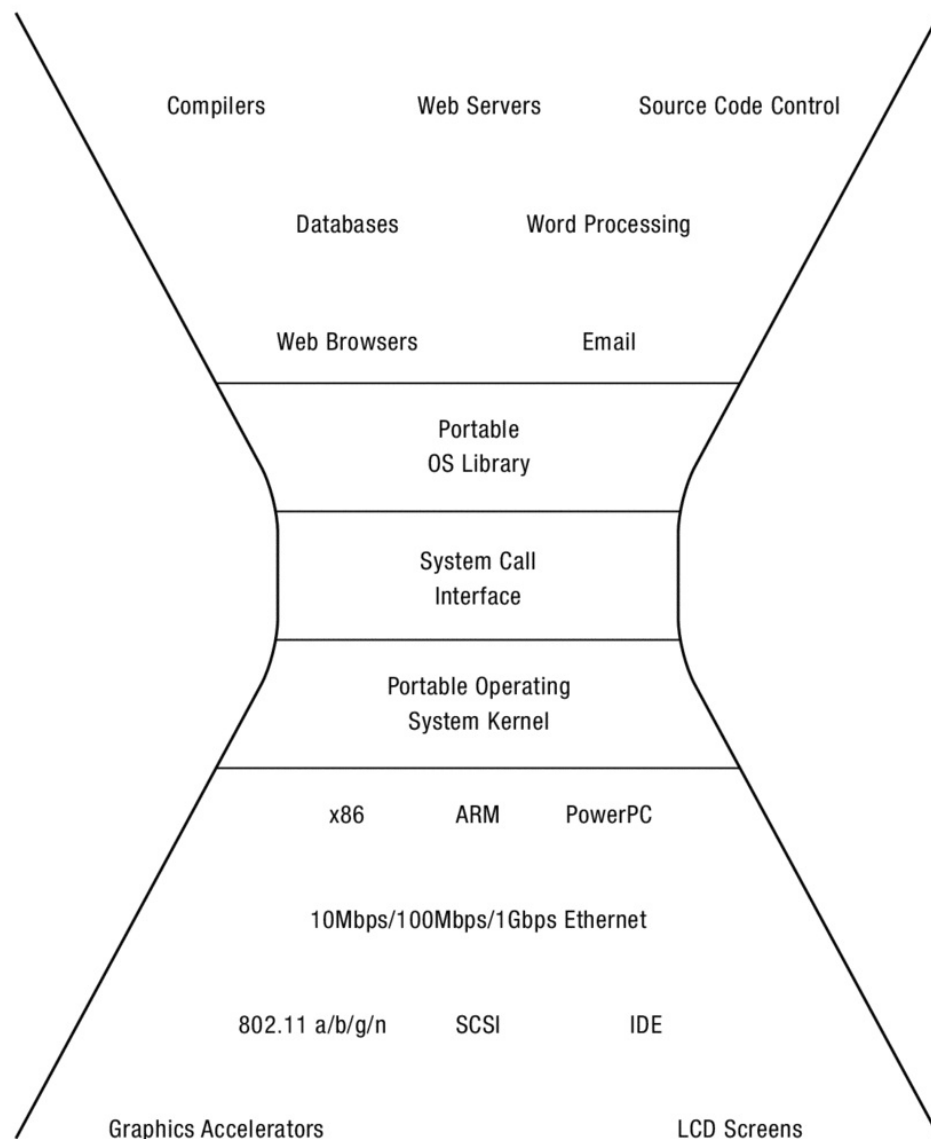 Compilers Web Servers Source Code Control
Databases Word Processing
Web Browsers Email
Portable
OS Library
System Call
Interface
Portable Operating
System Kernel
x86 ARM PowerPC
10Mbps/100Mbps/1Gbps Ethernet
802.11 a/b/g/n SCSI IDE
Graphics Accelerators LCD Screens